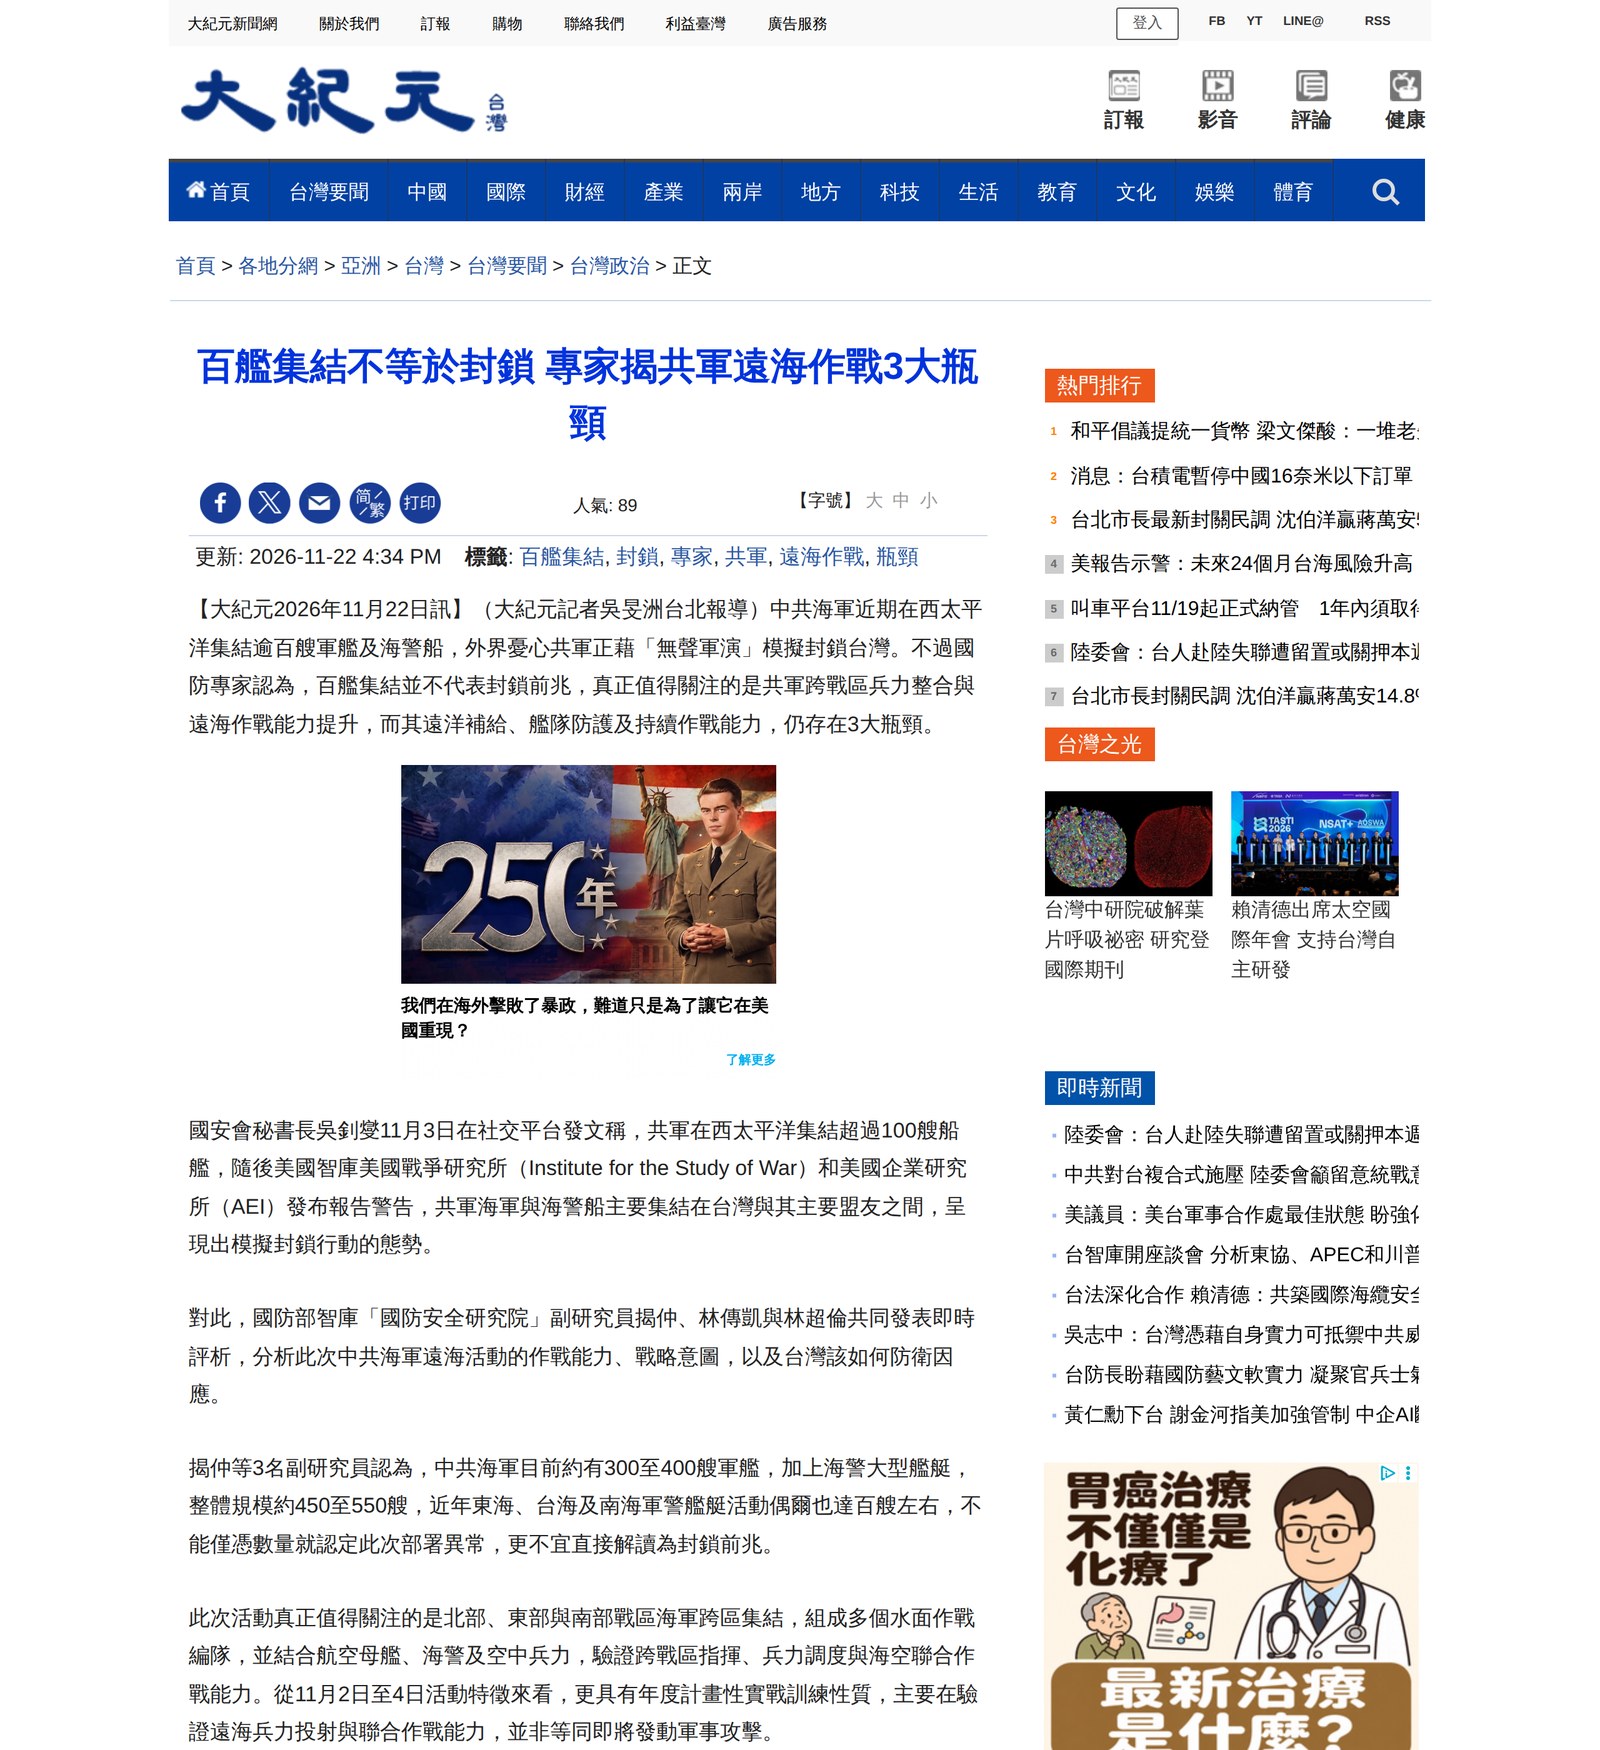 大紀元新聞網 關於我們 訂報 購物 聯絡我們 利益臺灣 廣告服務 登入 FB YT LINE@ RSS
大紀元 台灣
訂報 影音 評論 健康
首頁 台灣要聞 中國 國際 財經 產業 兩岸 地方 科技 生活 教育 文化 娛樂 體育
首頁 > 各地分網 > 亞洲 > 台灣 > 台灣要聞 > 台灣政治 > 正文
百艦集結不等於封鎖 專家揭共軍遠海作戰3大瓶
頸
简/繁 打印
人氣: 89
【字號】 大 中 小
更新: 2026-11-22 4:34 PM 標籤: 百艦集結, 封鎖, 專家, 共軍, 遠海作戰, 瓶頸
【大紀元2026年11月22日訊】（大紀元記者吳旻洲台北報導）中共海軍近期在西太平
洋集結逾百艘軍艦及海警船，外界憂心共軍正藉「無聲軍演」模擬封鎖台灣。不過國
防專家認為，百艦集結並不代表封鎖前兆，真正值得關注的是共軍跨戰區兵力整合與
遠海作戰能力提升，而其遠洋補給、艦隊防護及持續作戰能力，仍存在3大瓶頸。
250年
我們在海外擊敗了暴政，難道只是為了讓它在美
國重現？
了解更多
國安會秘書長吳釗燮11月3日在社交平台發文稱，共軍在西太平洋集結超過100艘船
艦，隨後美國智庫美國戰爭研究所（Institute for the Study of War）和美國企業研究
所（AEI）發布報告警告，共軍海軍與海警船主要集結在台灣與其主要盟友之間，呈
現出模擬封鎖行動的態勢。
對此，國防部智庫「國防安全研究院」副研究員揭仲、林傳凱與林超倫共同發表即時
評析，分析此次中共海軍遠海活動的作戰能力、戰略意圖，以及台灣該如何防衛因
應。
揭仲等3名副研究員認為，中共海軍目前約有300至400艘軍艦，加上海警大型艦艇，
整體規模約450至550艘，近年東海、台海及南海軍警艦艇活動偶爾也達百艘左右，不
能僅憑數量就認定此次部署異常，更不宜直接解讀為封鎖前兆。
此次活動真正值得關注的是北部、東部與南部戰區海軍跨區集結，組成多個水面作戰
編隊，並結合航空母艦、海警及空中兵力，驗證跨戰區指揮、兵力調度與海空聯合作
戰能力。從11月2日至4日活動特徵來看，更具有年度計畫性實戰訓練性質，主要在驗
證遠海兵力投射與聯合作戰能力，並非等同即將發動軍事攻擊。
熱門排行
1 和平倡議提統一貨幣 梁文傑酸：一堆老
2 消息：台積電暫停中國16奈米以下訂單
3 台北市長最新封關民調 沈伯洋贏蔣萬安
4 美報告示警：未來24個月台海風險升高
5 叫車平台11/19起正式納管 1年內須取
6 陸委會：台人赴陸失聯遭留置或關押本
7 台北市長封關民調 沈伯洋贏蔣萬安14.8
台灣之光
TASTI 2026 NSAT+ AOSWA
台灣中研院破解葉
片呼吸祕密 研究登
國際期刊
賴清德出席太空國
際年會 支持台灣自
主研發
即時新聞
陸委會：台人赴陸失聯遭留置或關押本週
中共對台複合式施壓 陸委會籲留意統戰
美議員：美台軍事合作處最佳狀態 盼強
台智庫開座談會 分析東協、APEC和川普
台法深化合作 賴清德：共築國際海纜安全
吳志中：台灣憑藉自身實力可抵禦中共威
台防長盼藉國防藝文軟實力 凝聚官兵士
黃仁勳下台 謝金河指美加強管制 中企AI
胃癌治療
不僅僅是
化療了
最新治療
是什麼？